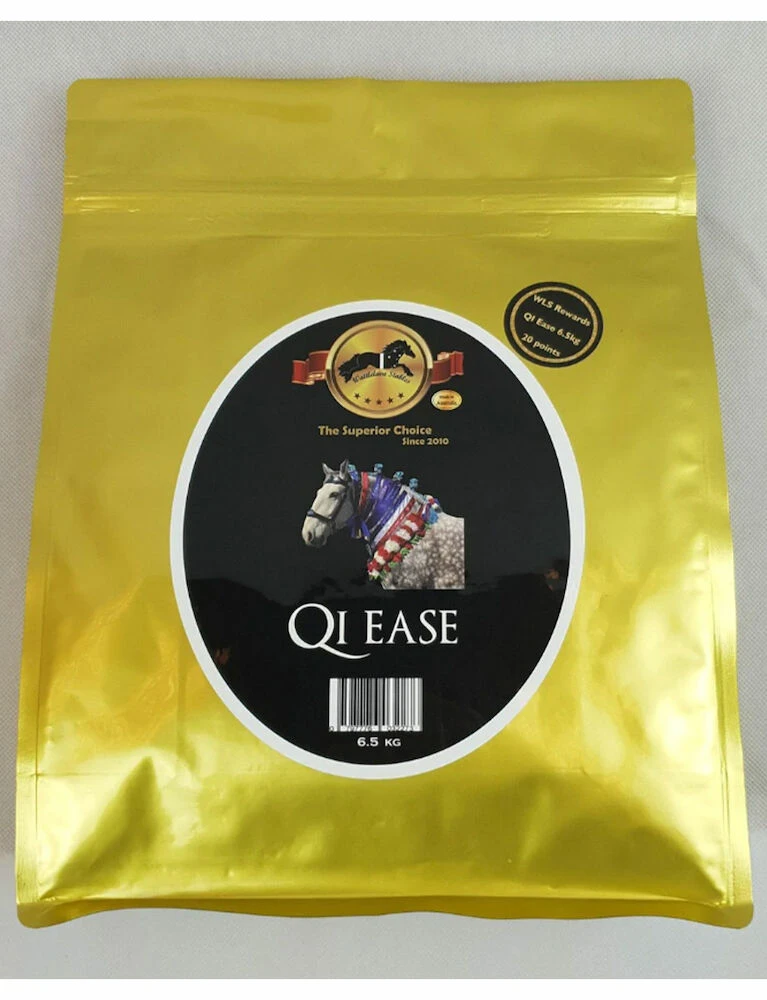 WLS Rewards
QI Ease 6.5kg
20 points
Wattlelane Stables
Made in
Australia
The Superior Choice
Since 2010
QI EASE
6.5 KG